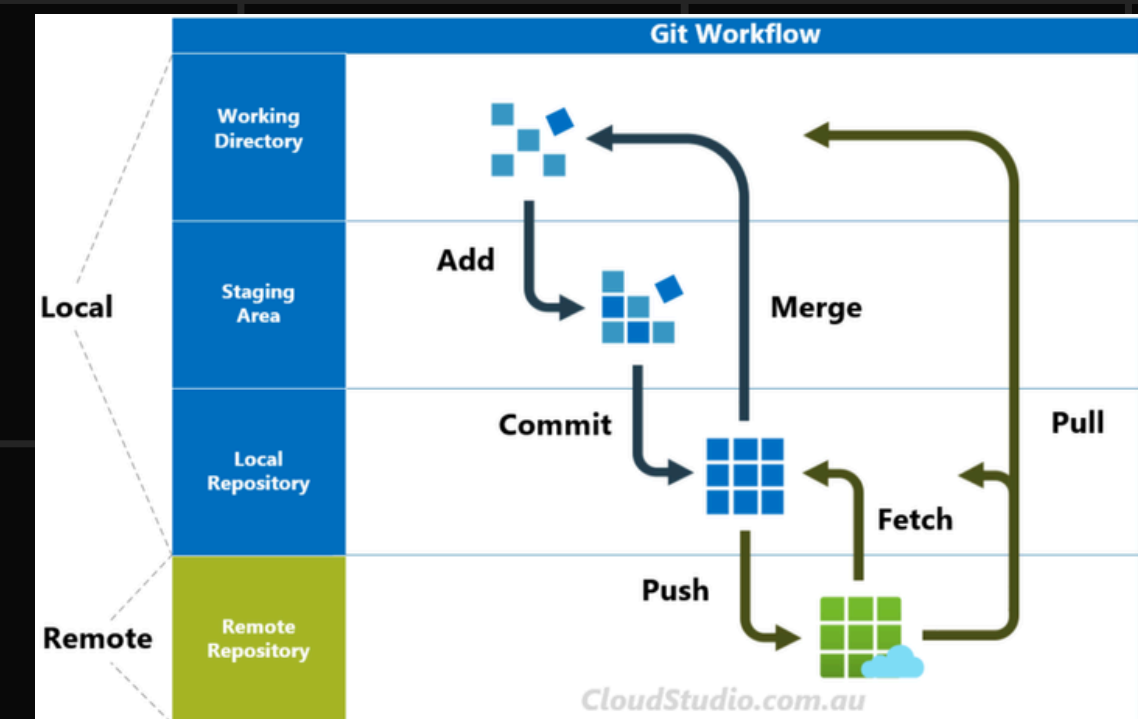 Git Workflow
Working
Directory
Add
Local
Staging
Area
Merge
Commit
Pull
Local
Repository
Fetch
Push
Remote
Remote
Repository
CloudStudio.com.au